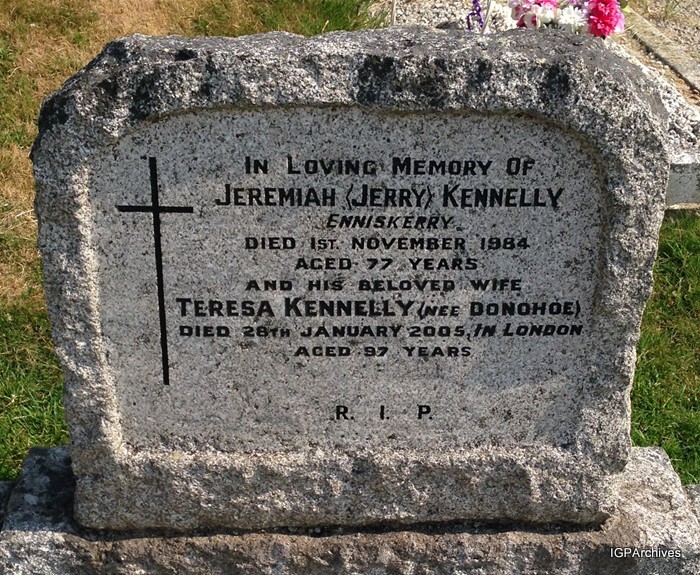 In Loving Memory Of
Jeremiah (Jerry) Kennelly
Enniskerry
Died 1st November 1984
Aged 77 Years
And His Beloved Wife
Teresa Kennelly (nee Donohoe)
Died 28th January 2005, In London
Aged 97 Years
R. I. P.
IGPArchives